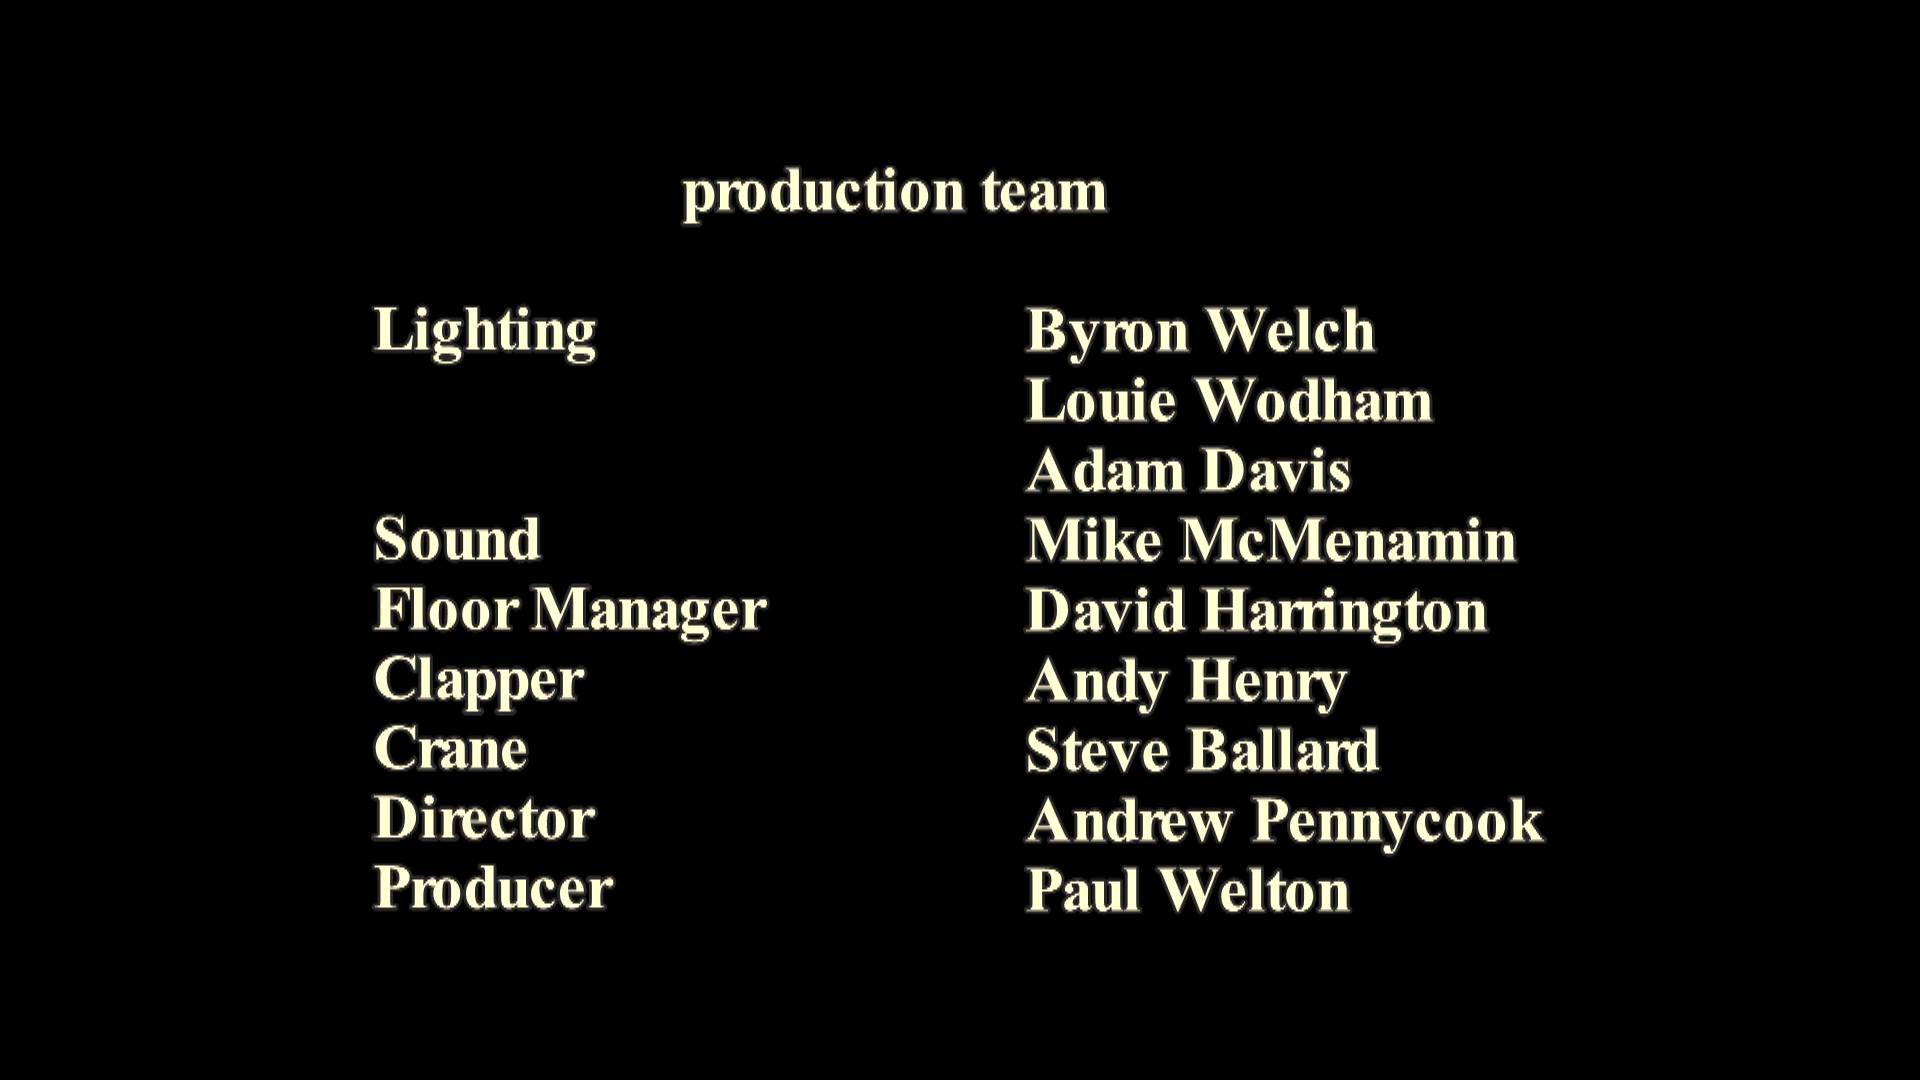 production team
Lighting Byron Welch
Louie Wodham
Adam Davis
Sound Mike McMenamin
Floor Manager David Harrington
Clapper Andy Henry
Crane Steve Ballard
Director Andrew Pennycook
Producer Paul Welton